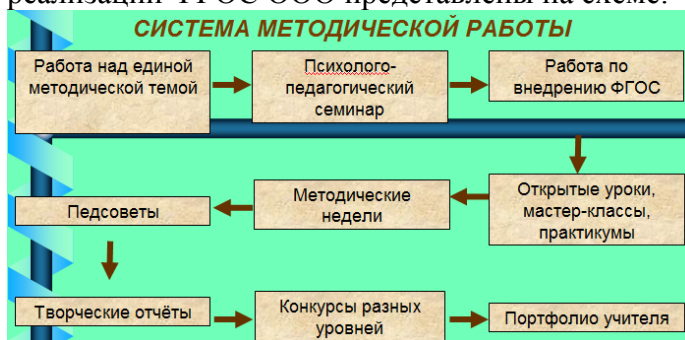 реализации ФГОС ООО представлены на схеме:
СИСТЕМА МЕТОДИЧЕСКОЙ РАБОТЫ
Работа над единой
методической темой
Психолого-
педагогический
семинар
Работа по
внедрению ФГОС
Открытые уроки,
мастер-классы,
практикумы
Методические
недели
Педсоветы
Творческие отчёты
Конкурсы разных
уровней
Портфолио учителя